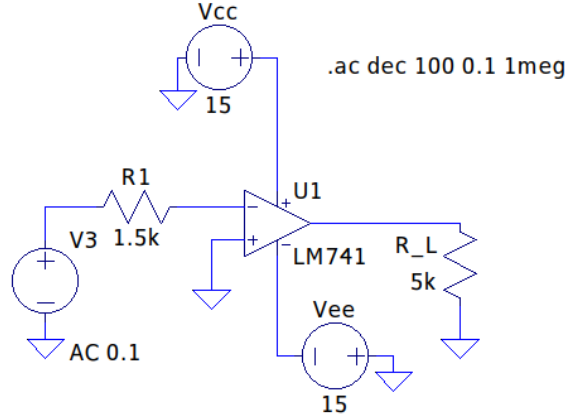 Vcc
.ac dec 100 0.1 1meg
15
R1
U1
V3
1.5k
LM741
R_L
5k
Vee
AC 0.1
15